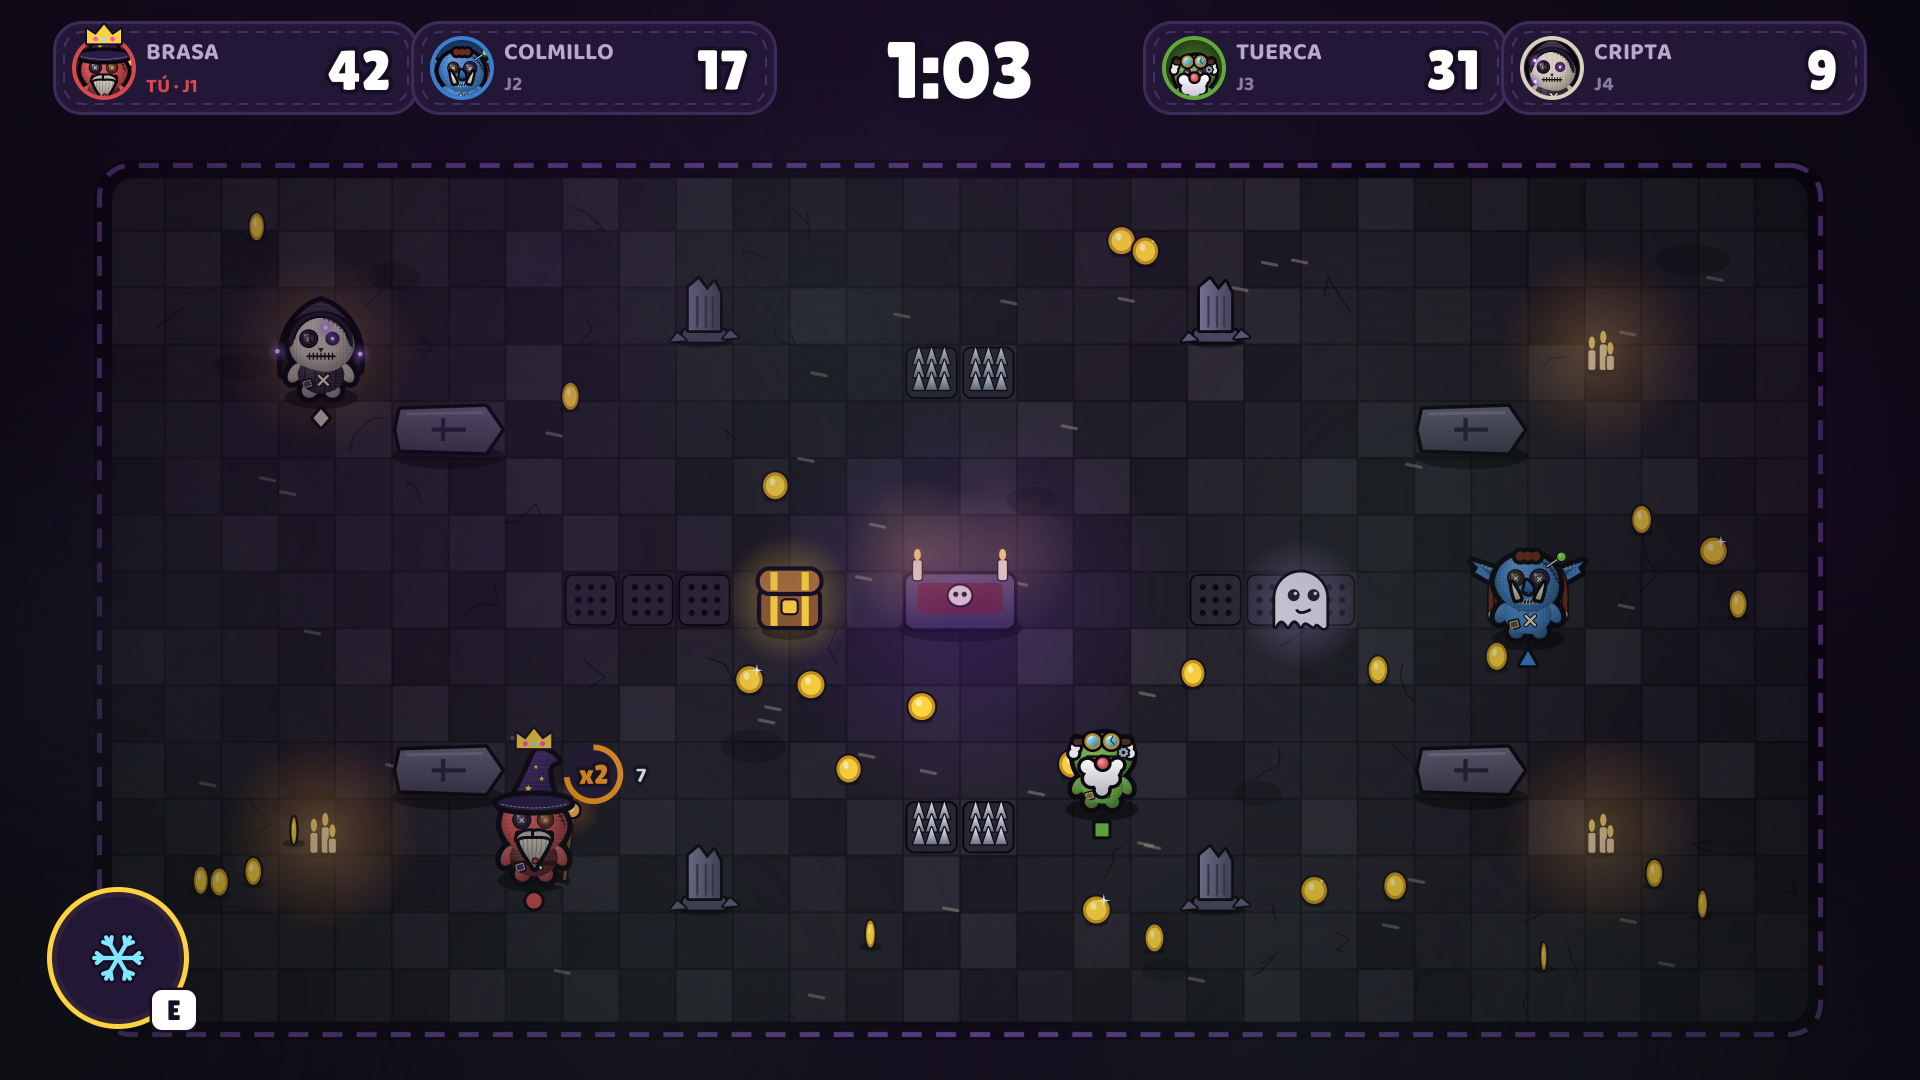 BRASA
TÚ · J1
42
COLMILLO
J2
17
1:03
TUERCA
J3
31
CRIPTA
J4
9
x2
7
E